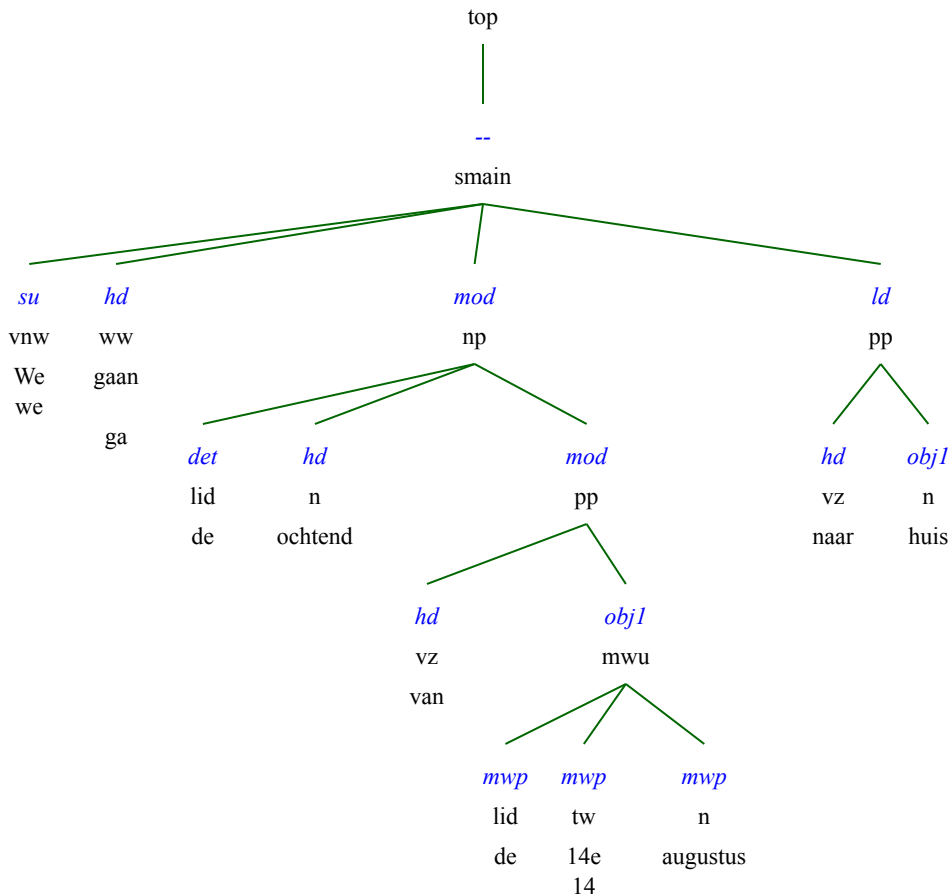 top
--
smain
su hd mod ld
vnw ww np pp
We gaan
we
ga
det hd mod hd obj1
lid n pp vz n
de ochtend naar huis
hd obj1
vz mwu
van
mwp mwp mwp
lid tw n
de 14e augustus
14